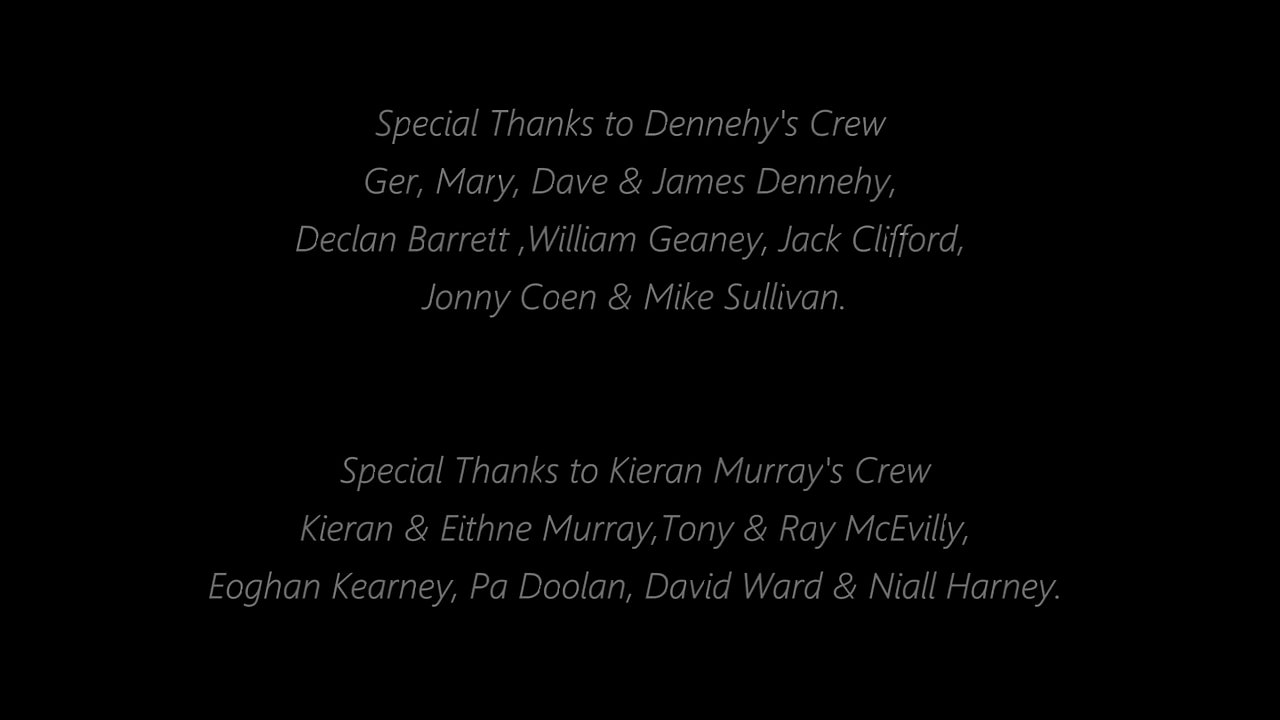 Special Thanks to Dennehy's Crew
Ger, Mary, Dave & James Dennehy,
Declan Barrett ,William Geaney, Jack Clifford,
Jonny Coen & Mike Sullivan.
Special Thanks to Kieran Murray's Crew
Kieran & Eithne Murray,Tony & Ray McEvilly,
Eoghan Kearney, Pa Doolan, David Ward & Niall Harney.